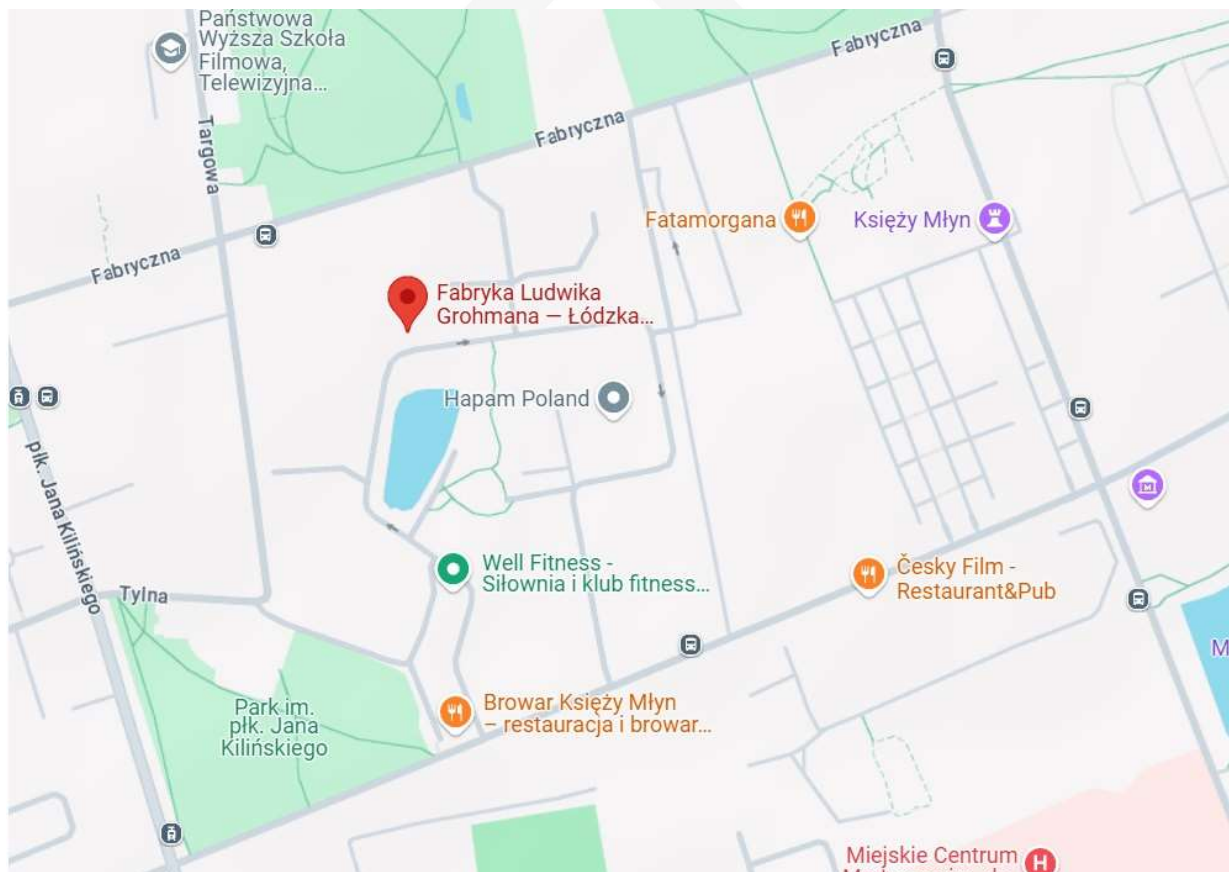 Państwowa
Wyższa Szkoła
Filmowa,
Telewizyjna...
Fabryczna
Fabryczna
Targowa
Fatamorgana
Księży Młyn
Fabryczna
Fabryka Ludwika
Grohmana — Łódzka...
Hapam Poland
płk. Jana Kilińskiego
Well Fitness -
Siłownia i klub fitness...
Česky Film -
Restaurant&Pub
Tylna
M
Park im.
płk. Jana
Kilińskiego
Browar Księży Młyn
– restauracja i browar...
Miejskie Centrum
H